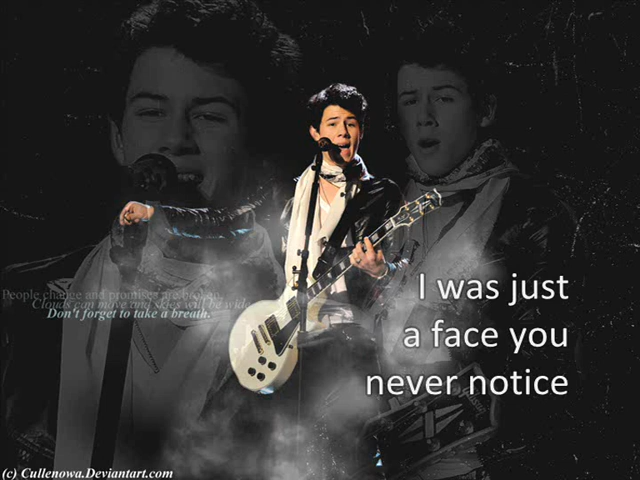 People change and promises are broken.
Clouds can move and skies will be wide
Don't forget to take a breath.
I was just
a face you
never notice
(c) Cullenowa.Deviantart.com